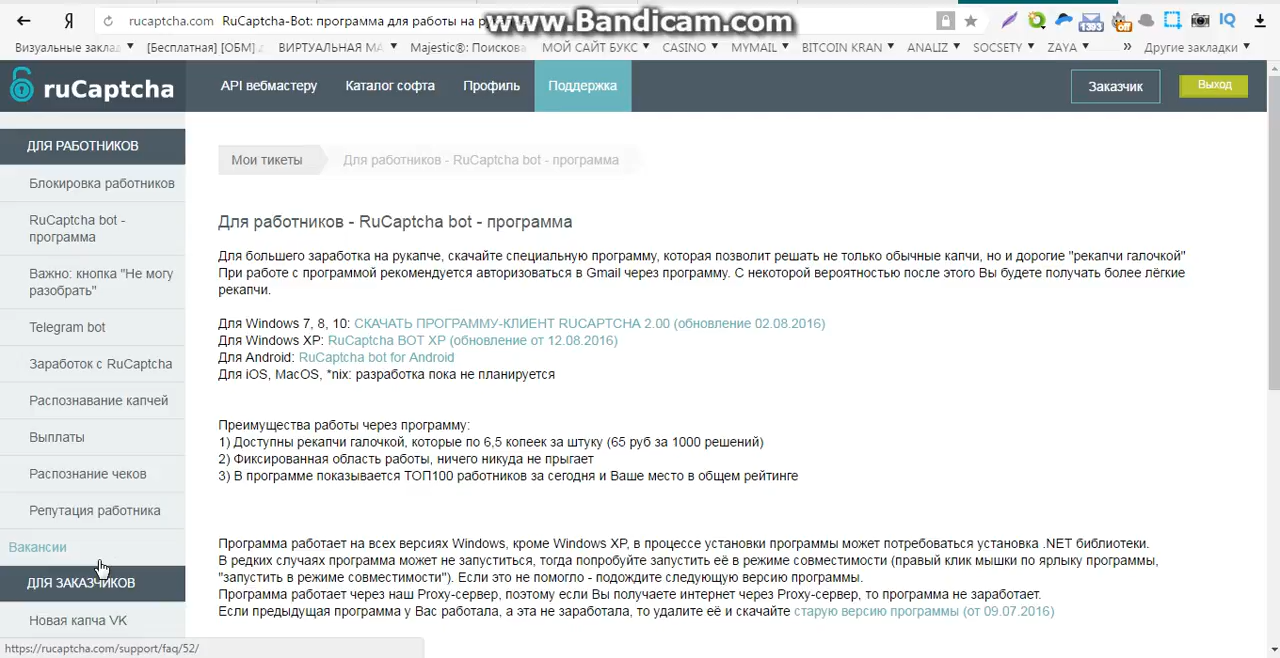 rucaptcha.com RuCaptcha-Bot: программа для работы на
www.Bandicam.com
1393
off
IQ
Визуальные заклад
[Бесплатная] [ОБМ]
ВИРТУАЛЬНАЯ МА
Majestic®: Поискова
МОЙ САЙТ БУКС
CASINO
MYMAIL
BITCOIN KRAN
ANALIZ
SOCSETY
ZAYA
» Другие закладки
ruCaptcha
API вебмастеру
Каталог софта
Профиль
Поддержка
Заказчик
Выход
ДЛЯ РАБОТНИКОВ
Блокировка работников
RuCaptcha bot -
программа
Важно: кнопка "Не могу
разобрать"
Telegram bot
Заработок с RuCaptcha
Распознавание капчей
Выплаты
Распознание чеков
Репутация работника
Вакансии
ДЛЯ ЗАКАЗЧИКОВ
Новая капча VK
Мои тикеты
Для работников - RuCaptcha bot - программа
Для работников - RuCaptcha bot - программа
Для большего заработка на рукапче, скачайте специальную программу, которая позволит решать не только обычные капчи, но и дорогие "рекапчи галочкой"
При работе с программой рекомендуется авторизоваться в Gmail через программу. С некоторой вероятностью после этого Вы будете получать более лёгкие
рекапчи.
Для Windows 7, 8, 10: СКАЧАТЬ ПРОГРАММУ-КЛИЕНТ RUCAPTCHA 2.00 (обновление 02.08.2016)
Для Windows XP: RuCaptcha BOT XP (обновление от 12.08.2016)
Для Android: RuCaptcha bot for Android
Для iOS, MacOS, *nix: разработка пока не планируется
Преимущества работы через программу:
1) Доступны рекапчи галочкой, которые по 6,5 копеек за штуку (65 руб за 1000 решений)
2) Фиксированная область работы, ничего никуда не прыгает
3) В программе показывается ТОП100 работников за сегодня и Ваше место в общем рейтинге
Программа работает на всех версиях Windows, кроме Windows XP, в процессе установки программы может потребоваться установка .NET библиотеки.
В редких случаях программа может не запуститься, тогда попробуйте запустить её в режиме совместимости (правый клик мышки по ярлыку программы,
"запустить в режиме совместимости"). Если это не помогло - подождите следующую версию программы.
Программа работает через наш Proxy-сервер, поэтому если Вы получаете интернет через Proxy-сервер, то программа не заработает.
Если предыдущая программа у Вас работала, а эта не заработала, то удалите её и скачайте старую версию программы (от 09.07.2016)
https://rucaptcha.com/support/faq/52/